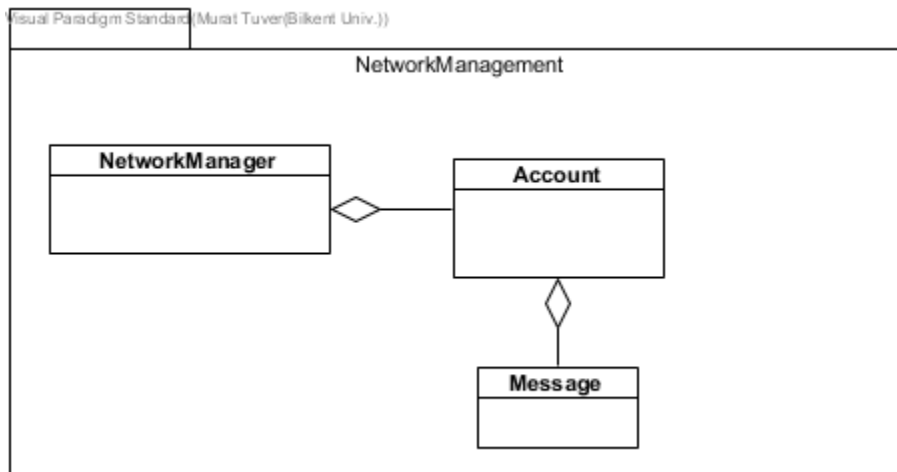 Visual Paradigm Standard(Murat Tuver(Bilkent Univ.))
NetworkManagement
NetworkManager
Account
Message